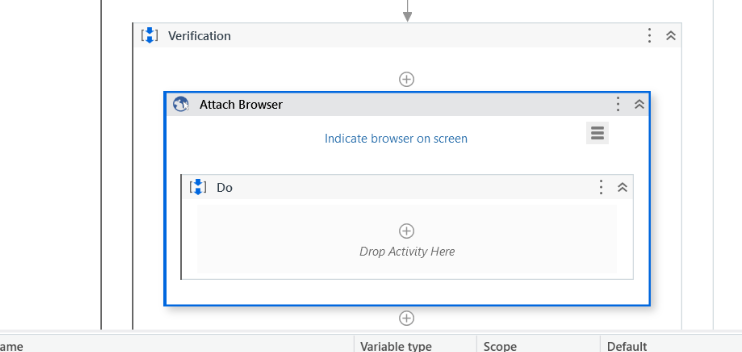 Verification
Attach Browser
Indicate browser on screen
Do
Drop Activity Here
ame
Variable type
Scope
Default